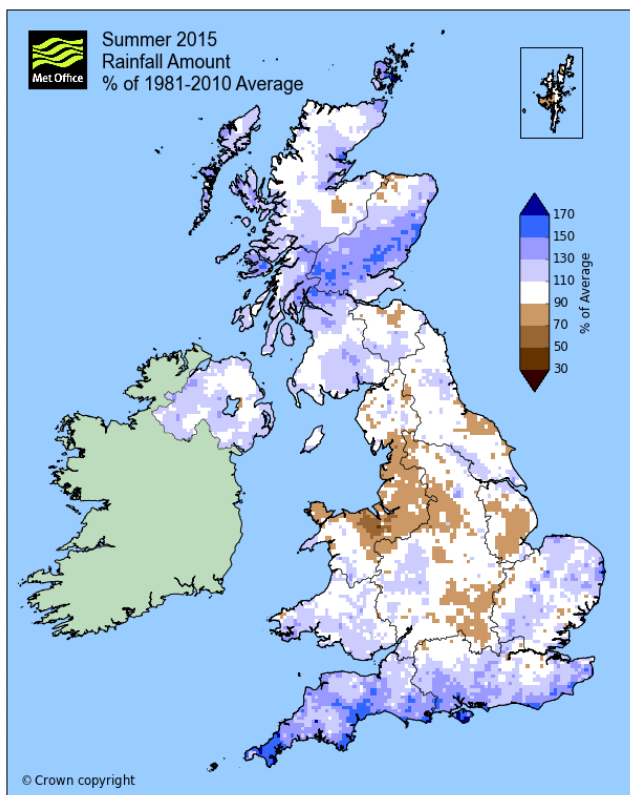 Met Office
Summer 2015
Rainfall Amount
% of 1981-2010 Average
170
150
130
110
90
70
50
30
% of Average
© Crown copyright